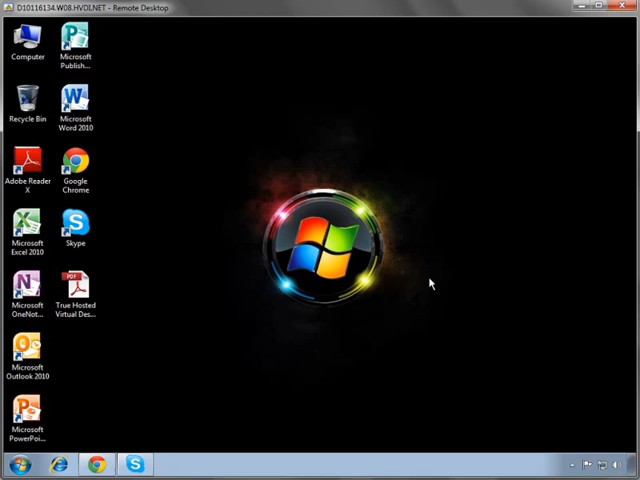 D10116134.W08.HVDI.NET - Remote Desktop
Computer
Microsoft
Publish...
Recycle Bin
Microsoft
Word 2010
Adobe Reader
X
Google
Chrome
Microsoft
Excel 2010
Skype
Microsoft
OneNot...
True Hosted
Virtual Des...
Microsoft
Outlook 2010
Microsoft
PowerPoi...